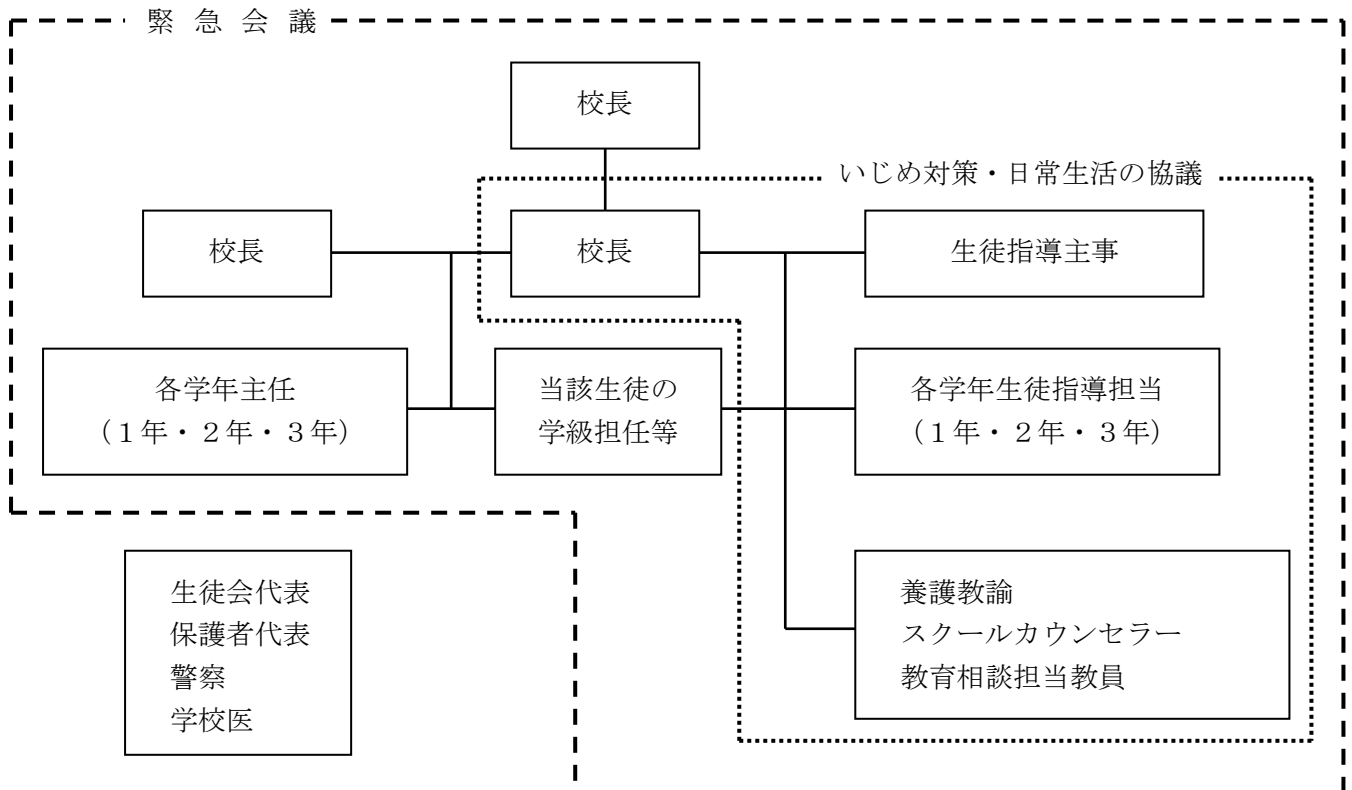 緊 急 会 議
校長
いじめ対策・日常生活の協議
校長
校長
生徒指導主事
各学年主任
(1年・2年・3年)
当該生徒の
学級担任等
各学年生徒指導担当
(1年・2年・3年)
生徒会代表
保護者代表
警察
学校医
養護教諭
スクールカウンセラー
教育相談担当教員